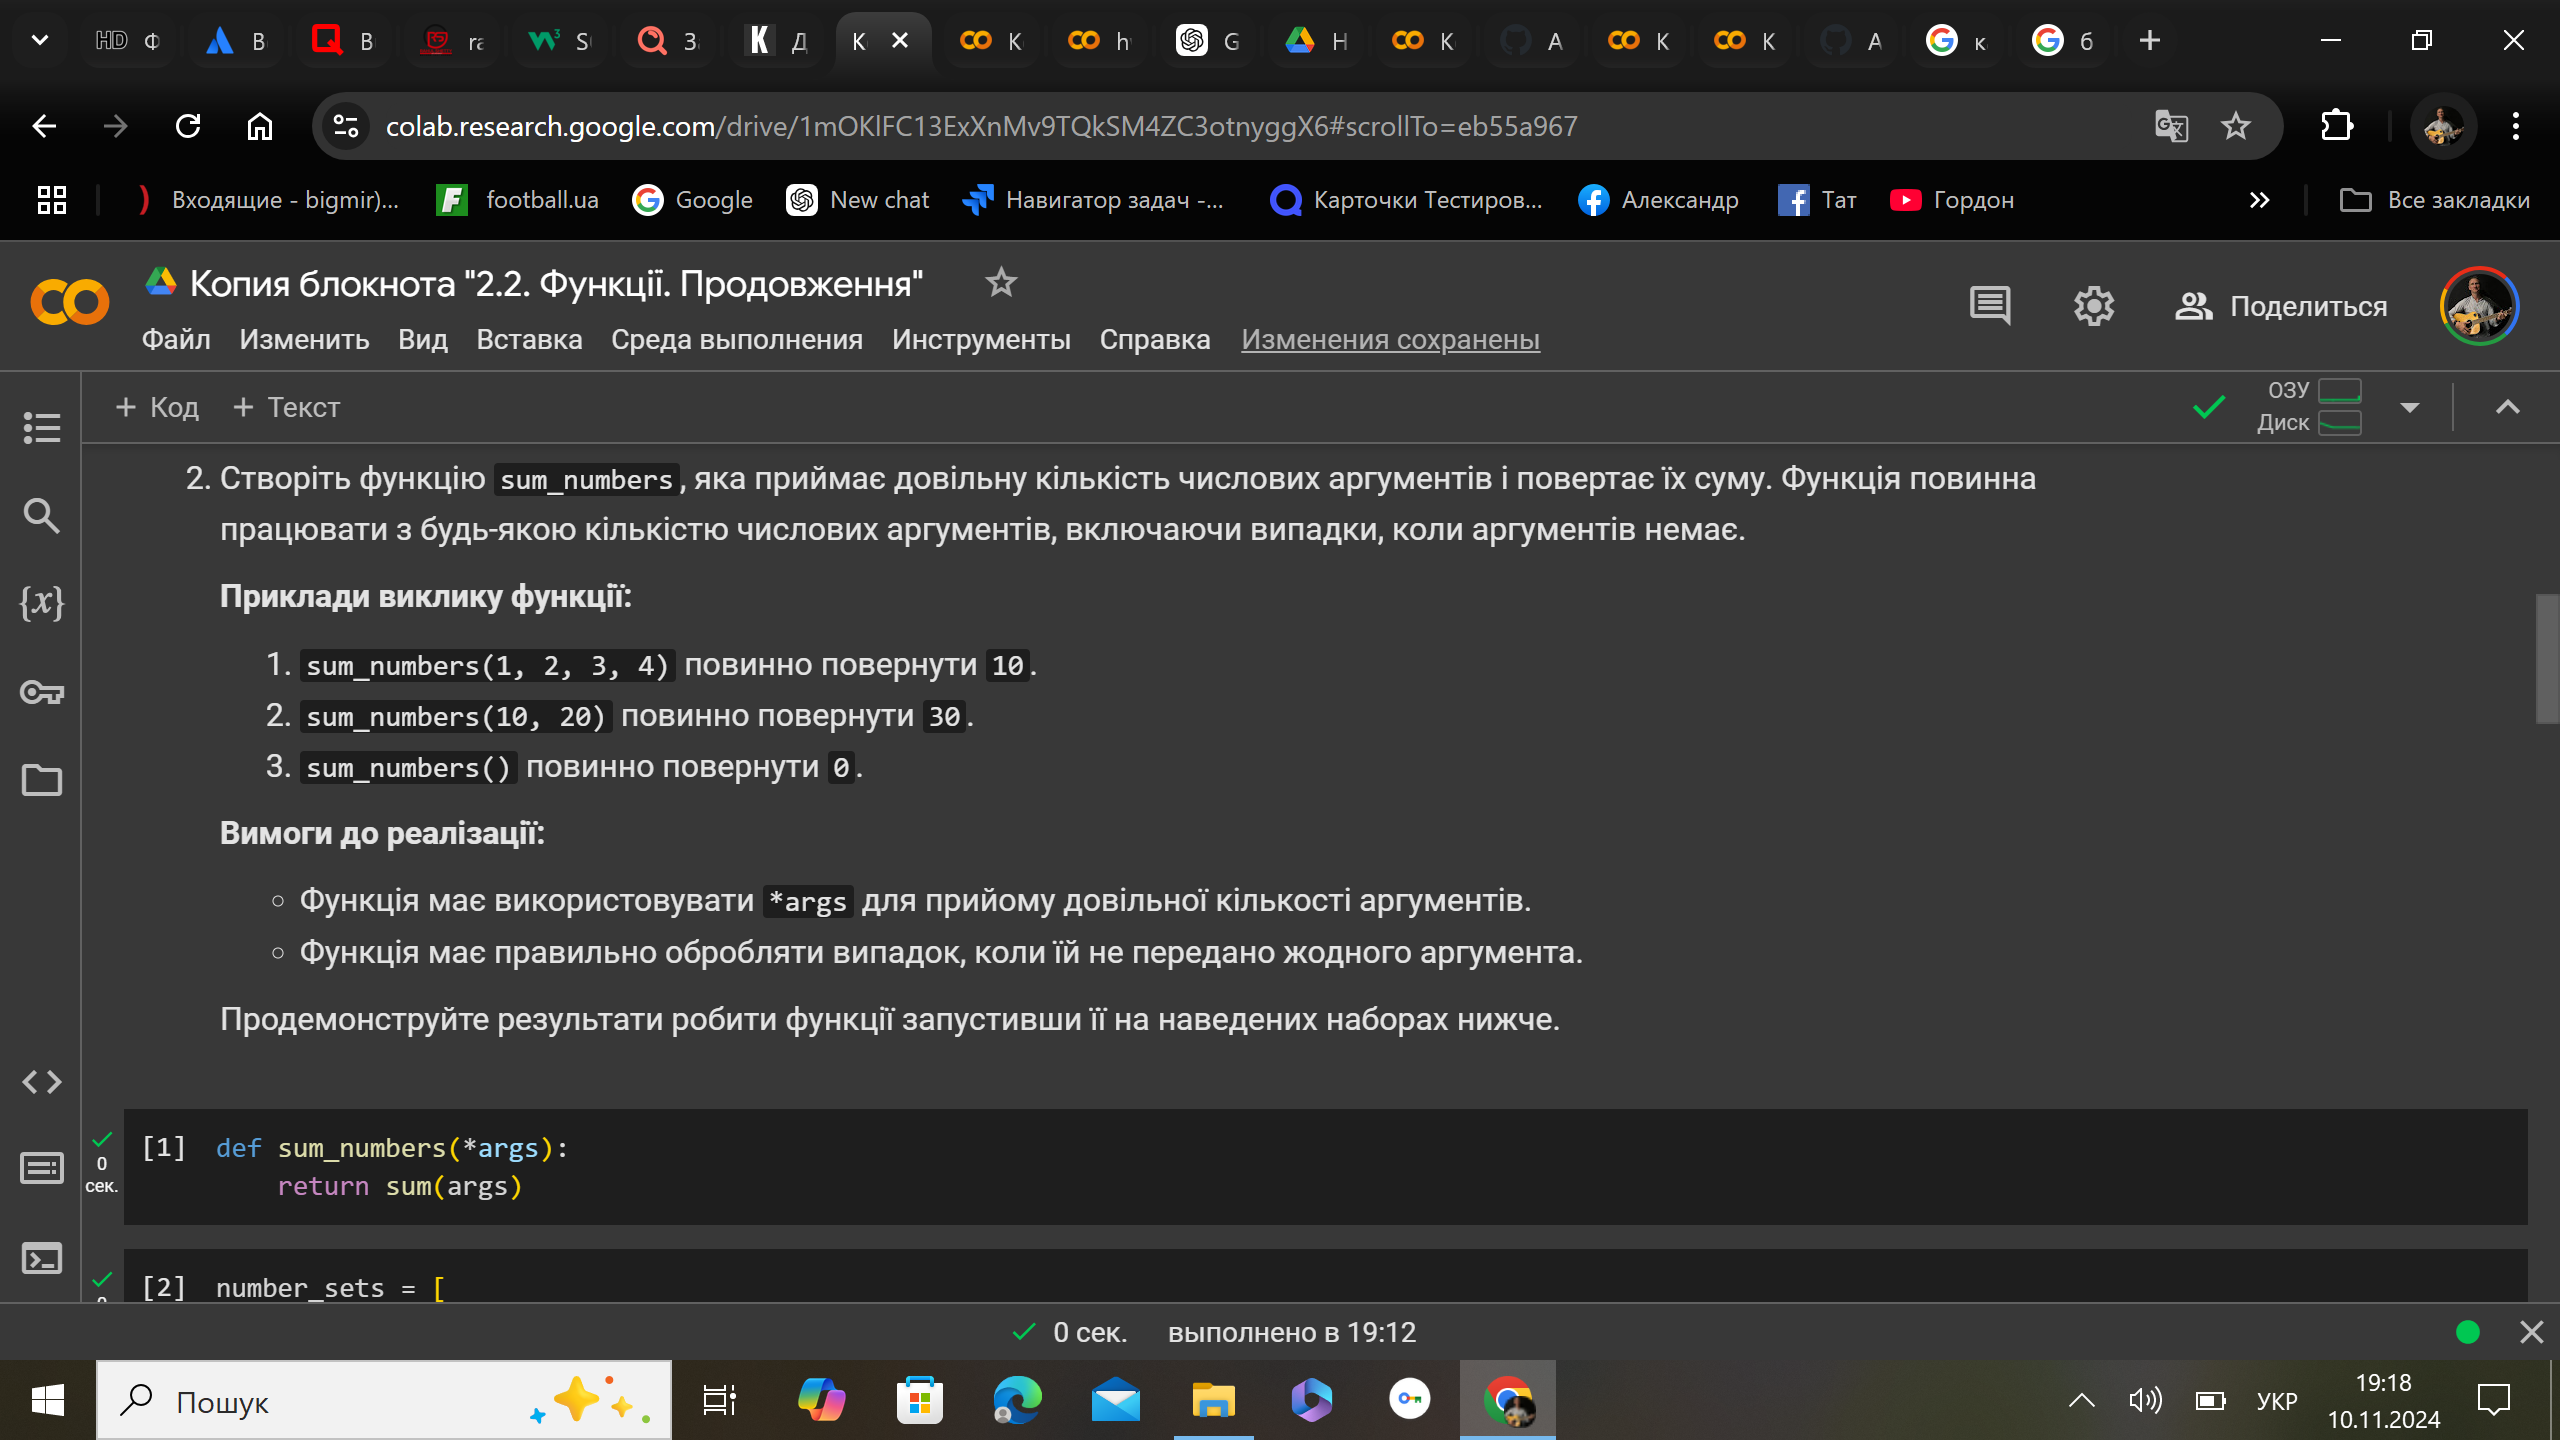 HD Ф
В
В
ra
S
З
Д
К
К
h
G
Н
К
А
К
К
А
к
б
colab.research.google.com/drive/1mOKlFC13ExXnMv9TQkSM4ZC3otnyggX6#scrollTo=eb55a967
Входящие - bigmir)...
football.ua
Google
New chat
Навигатор задач -...
Карточки Тестиров...
Александр
Тат
Гордон
Все закладки
Копия блокнота "2.2. Функції. Продовження"
Файл Изменить Вид Вставка Среда выполнения Инструменты Справка Изменения сохранены
Поделиться
+ Код + Текст
ОЗУ
Диск
2. Створіть функцію sum_numbers, яка приймає довільну кількість числових аргументів і повертає їх суму. Функція повинна
працювати з будь-якою кількістю числових аргументів, включаючи випадки, коли аргументів немає.
Приклади виклику функції:
1. sum_numbers(1, 2, 3, 4) повинно повернути 10.
2. sum_numbers(10, 20) повинно повернути 30.
3. sum_numbers() повинно повернути 0.
Вимоги до реалізації:
Функція має використовувати *args для прийому довільної кількості аргументів.
Функція має правильно обробляти випадок, коли їй не передано жодного аргумента.
Продемонструйте результати робити функції запустивши її на наведених наборах нижче.
0
сек.
[1] def sum_numbers(*args):
return sum(args)
[2] number_sets = [
0 сек. выполнено в 19:12
Пошук
УКР
19:18
10.11.2024